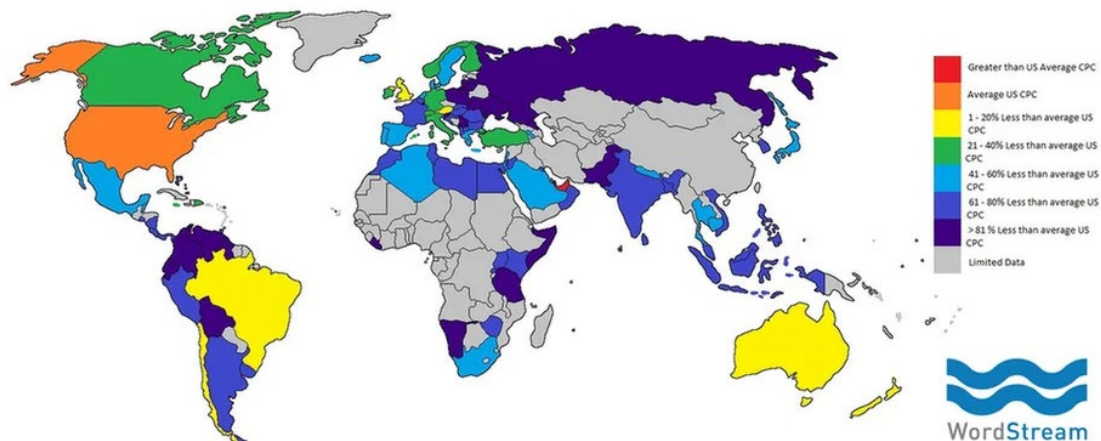 Greater than US Average CPC
Average US CPC
1 - 20% Less than average US
CPC
21 - 40% Less than average US
CPC
41 - 60% Less than average US
CPC
61 - 80% Less than average US
CPC
>81 % Less than average US
CPC
Limited Data
WordStream